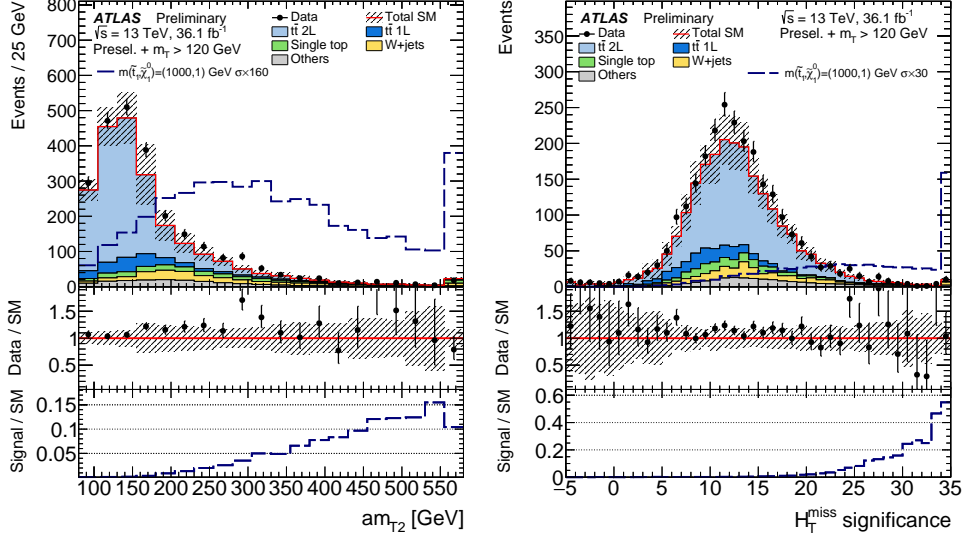 ATLAS Preliminary
√s = 13 TeV, 36.1 fb⁻¹
Presel. + m_T > 120 GeV
Data
Total SM
tt̄ 2L
tt̄ 1L
Single top
W+jets
Others
m(t̃₁,χ̃₁⁰)=(1000,1) GeV σ×160
Events / 25 GeV
800
700
600
500
400
300
200
100
0
Data / SM
1.5
1
0.5
Signal / SM
0.15
0.1
0.05
100 150 200 250 300 350 400 450 500 550
am_T2 [GeV]
ATLAS Preliminary
√s = 13 TeV, 36.1 fb⁻¹
Presel. + m_T > 120 GeV
Data
Total SM
tt̄ 2L
tt̄ 1L
Single top
W+jets
Others
m(t̃₁,χ̃₁⁰)=(1000,1) GeV σ×30
Events
350
300
250
200
150
100
50
0
Data / SM
1.5
1
0.5
Signal / SM
0.6
0.4
0.2
0
−5 0 5 10 15 20 25 30 35
H_T^miss significance